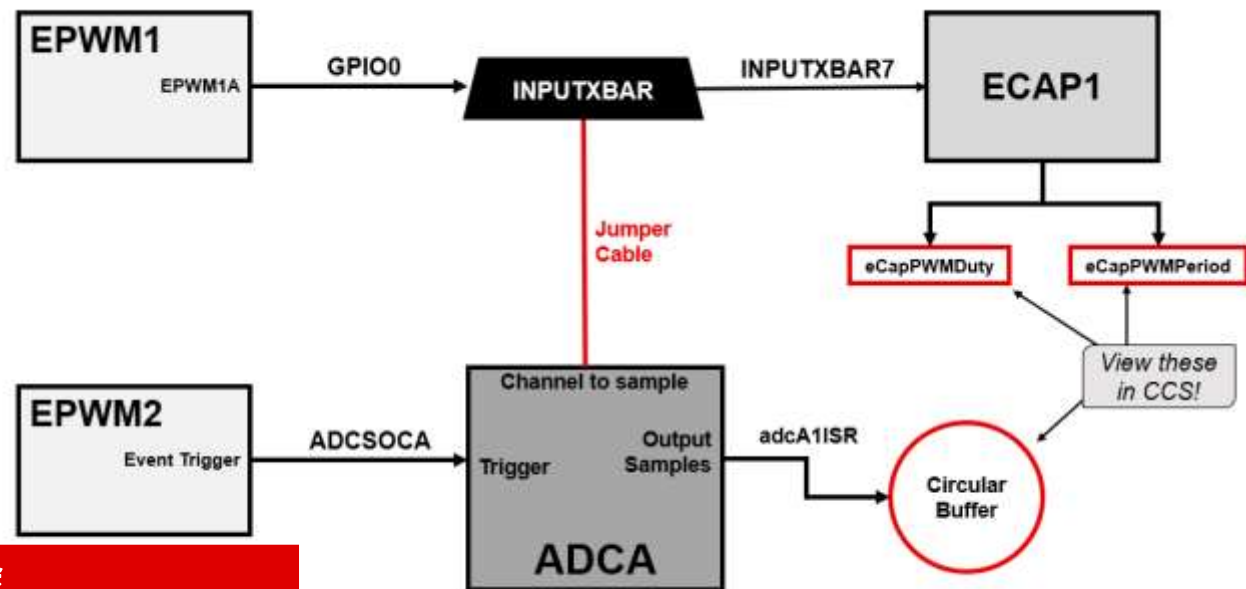 EPWM1
EPWM1A
GPIO0
INPUTXBAR
INPUTXBAR7
ECAP1
Jumper
Cable
eCapPWMDuty
eCapPWMPeriod
View these
in CCS!
EPWM2
Event Trigger
ADCSOCA
Channel to sample
Trigger
Output
Samples
ADCA
adcA1ISR
Circular
Buffer